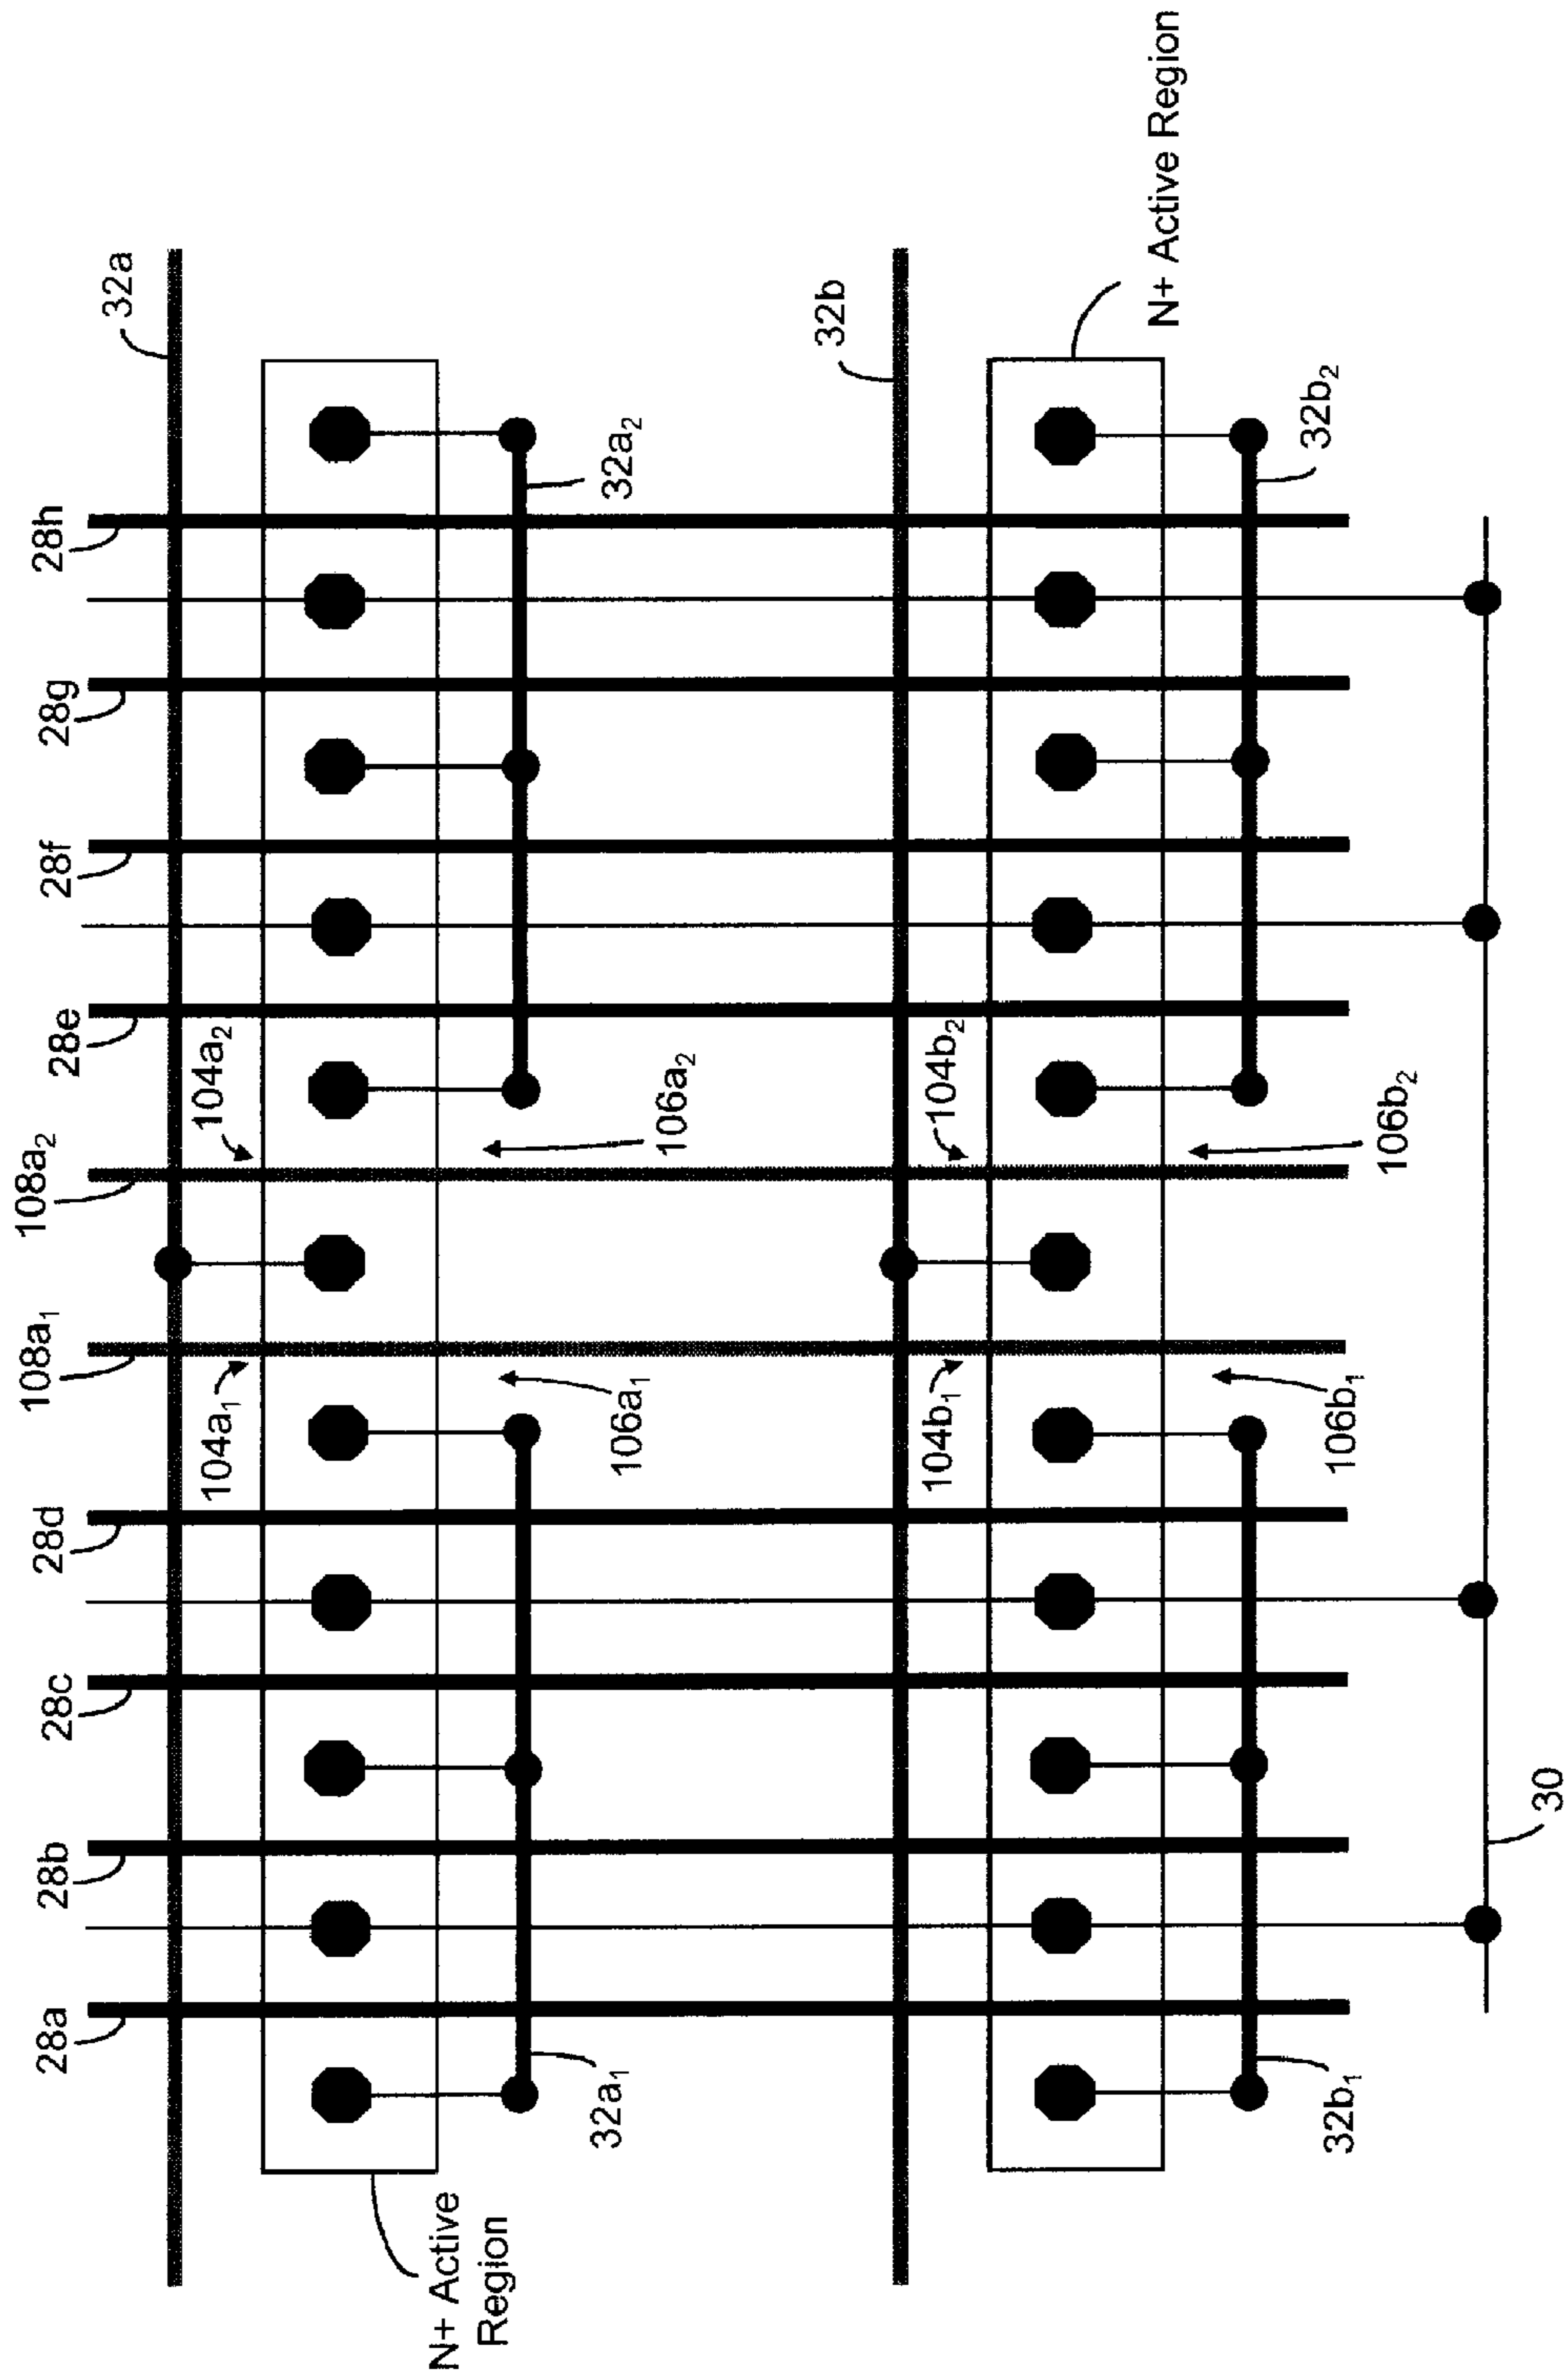 28a
28b
28c
28d
108a₁
108a₂
28e
28f
28g
28h
32a
104a₁
104a₂
N+ Active
Region
32a₁
106a₁
106a₂
32a₂
32b
104b₁
104b₂
N+ Active Region
32b₁
106b₁
106b₂
32b₂
30